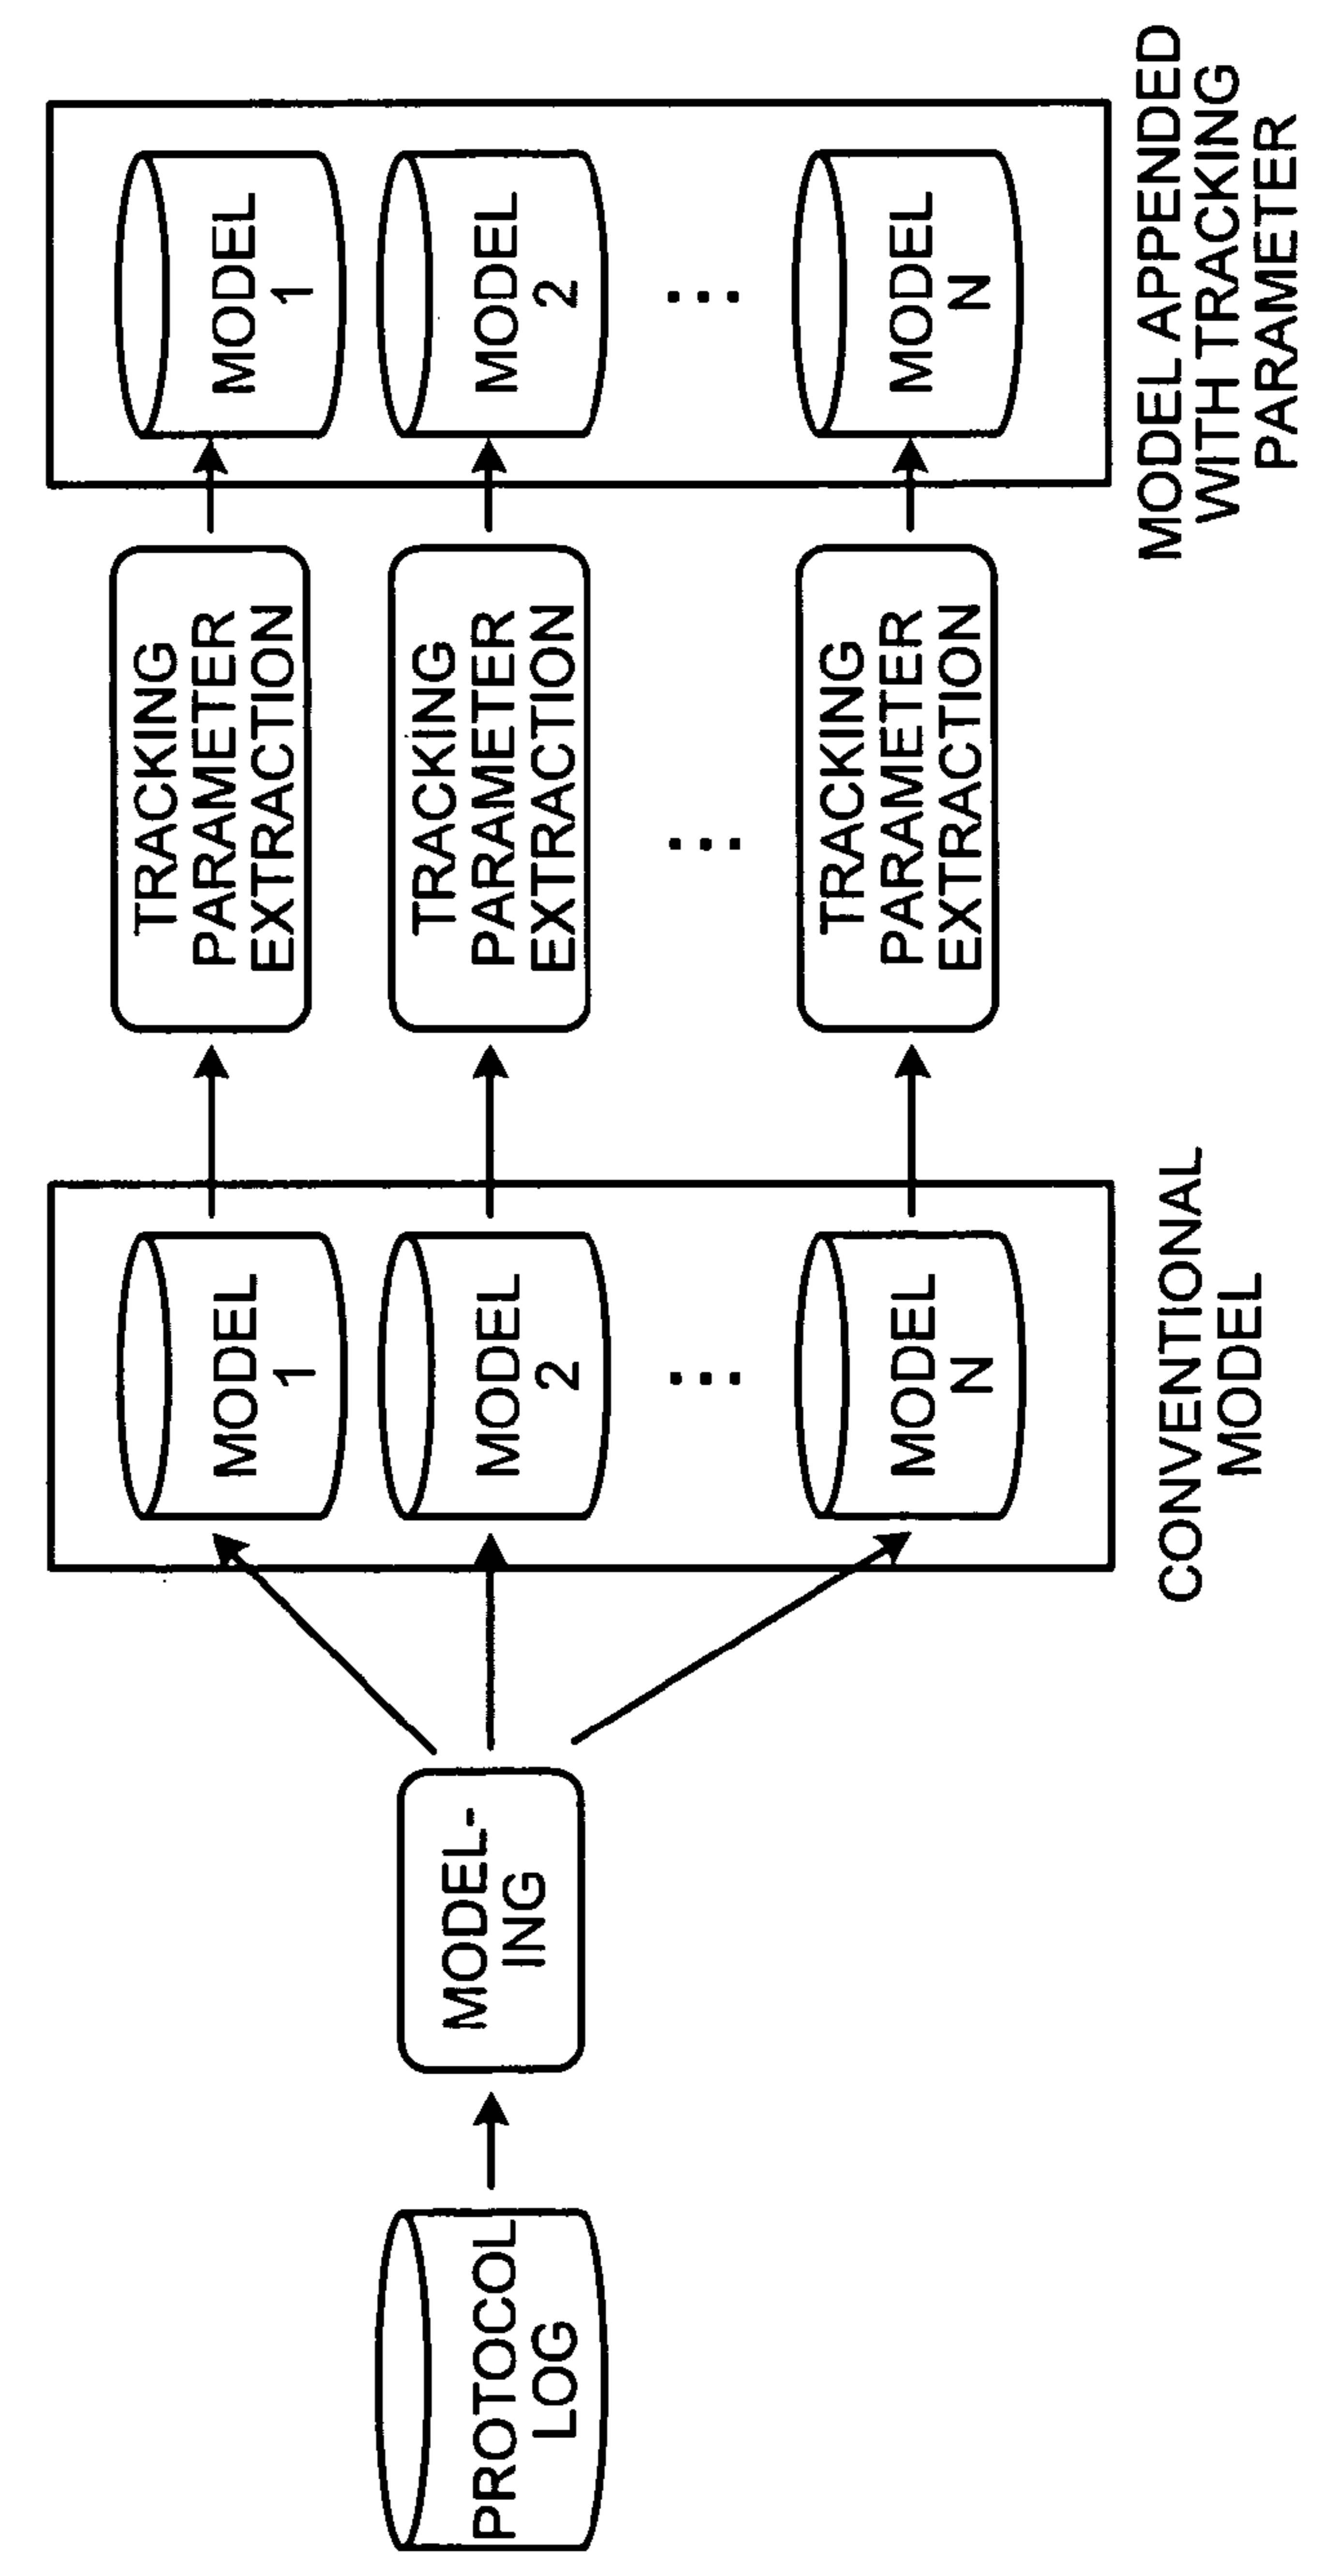 PROTOCOL
LOG
MODEL-
ING
MODEL
1
MODEL
2
...
MODEL
N
CONVENTIONAL
MODEL
TRACKING
PARAMETER
EXTRACTION
TRACKING
PARAMETER
EXTRACTION
...
TRACKING
PARAMETER
EXTRACTION
MODEL
1
MODEL
2
...
MODEL
N
MODEL APPENDED
WITH TRACKING
PARAMETER